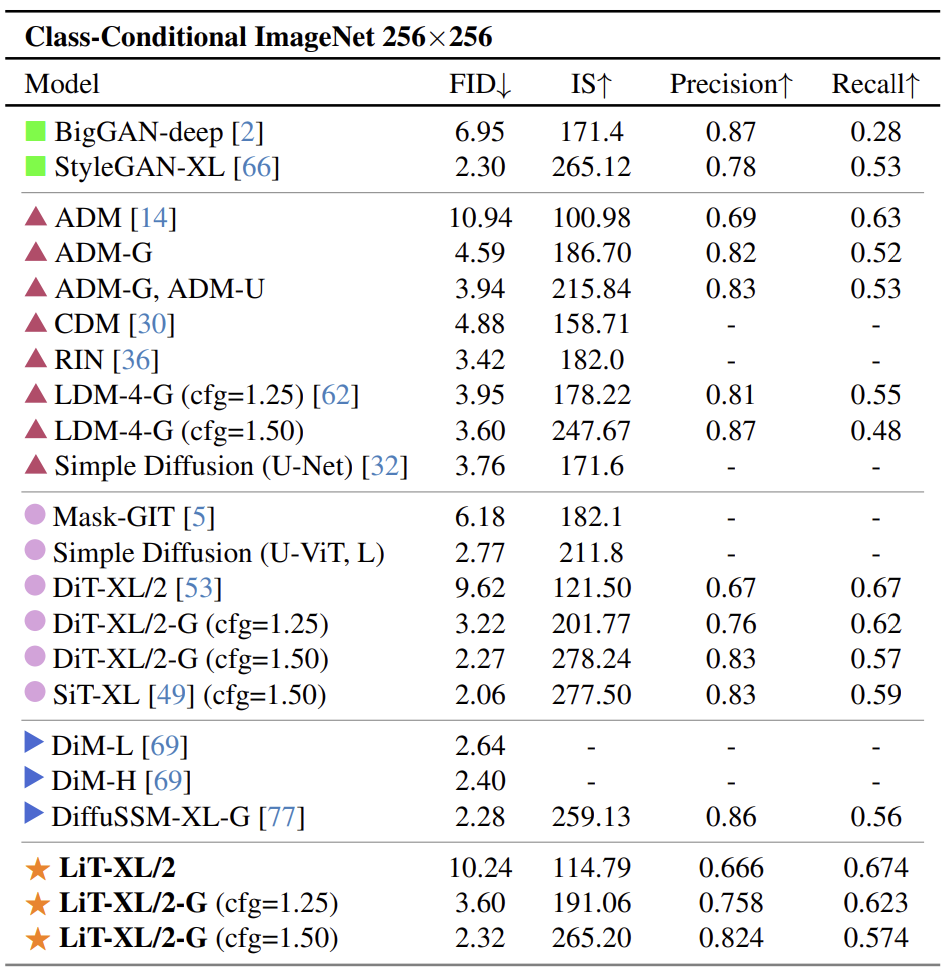 Class-Conditional ImageNet 256×256
Model FID↓ IS↑ Precision↑ Recall↑
BigGAN-deep [2] 6.95 171.4 0.87 0.28
StyleGAN-XL [66] 2.30 265.12 0.78 0.53
ADM [14] 10.94 100.98 0.69 0.63
ADM-G 4.59 186.70 0.82 0.52
ADM-G, ADM-U 3.94 215.84 0.83 0.53
CDM [30] 4.88 158.71 - -
RIN [36] 3.42 182.0 - -
LDM-4-G (cfg=1.25) [62] 3.95 178.22 0.81 0.55
LDM-4-G (cfg=1.50) 3.60 247.67 0.87 0.48
Simple Diffusion (U-Net) [32] 3.76 171.6 - -
Mask-GIT [5] 6.18 182.1 - -
Simple Diffusion (U-ViT, L) 2.77 211.8 - -
DiT-XL/2 [53] 9.62 121.50 0.67 0.67
DiT-XL/2-G (cfg=1.25) 3.22 201.77 0.76 0.62
DiT-XL/2-G (cfg=1.50) 2.27 278.24 0.83 0.57
SiT-XL [49] (cfg=1.50) 2.06 277.50 0.83 0.59
DiM-L [69] 2.64 - - -
DiM-H [69] 2.40 - - -
DiffuSSM-XL-G [77] 2.28 259.13 0.86 0.56
LiT-XL/2 10.24 114.79 0.666 0.674
LiT-XL/2-G (cfg=1.25) 3.60 191.06 0.758 0.623
LiT-XL/2-G (cfg=1.50) 2.32 265.20 0.824 0.574